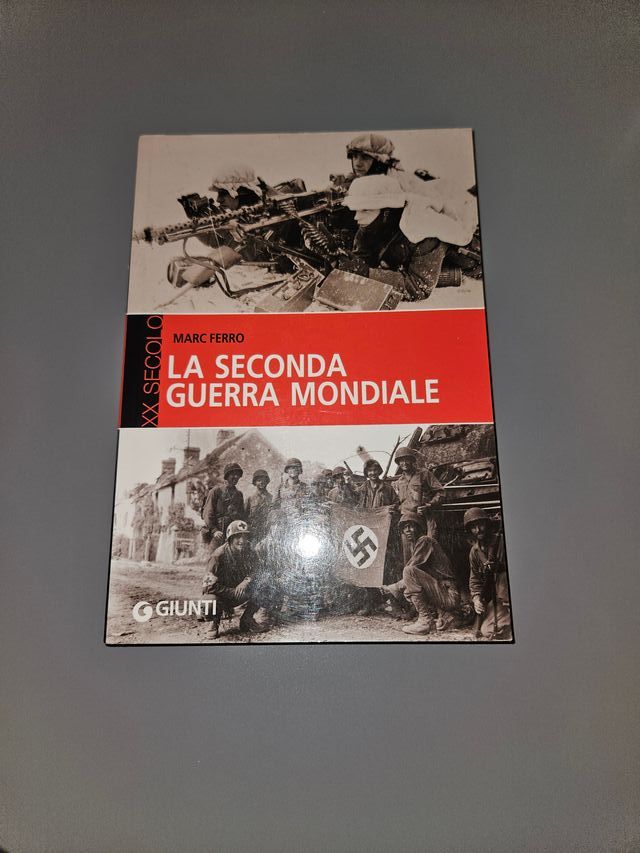 MARC FERRO
XX SECOLO
LA SECONDA
GUERRA MONDIALE
GIUNTI